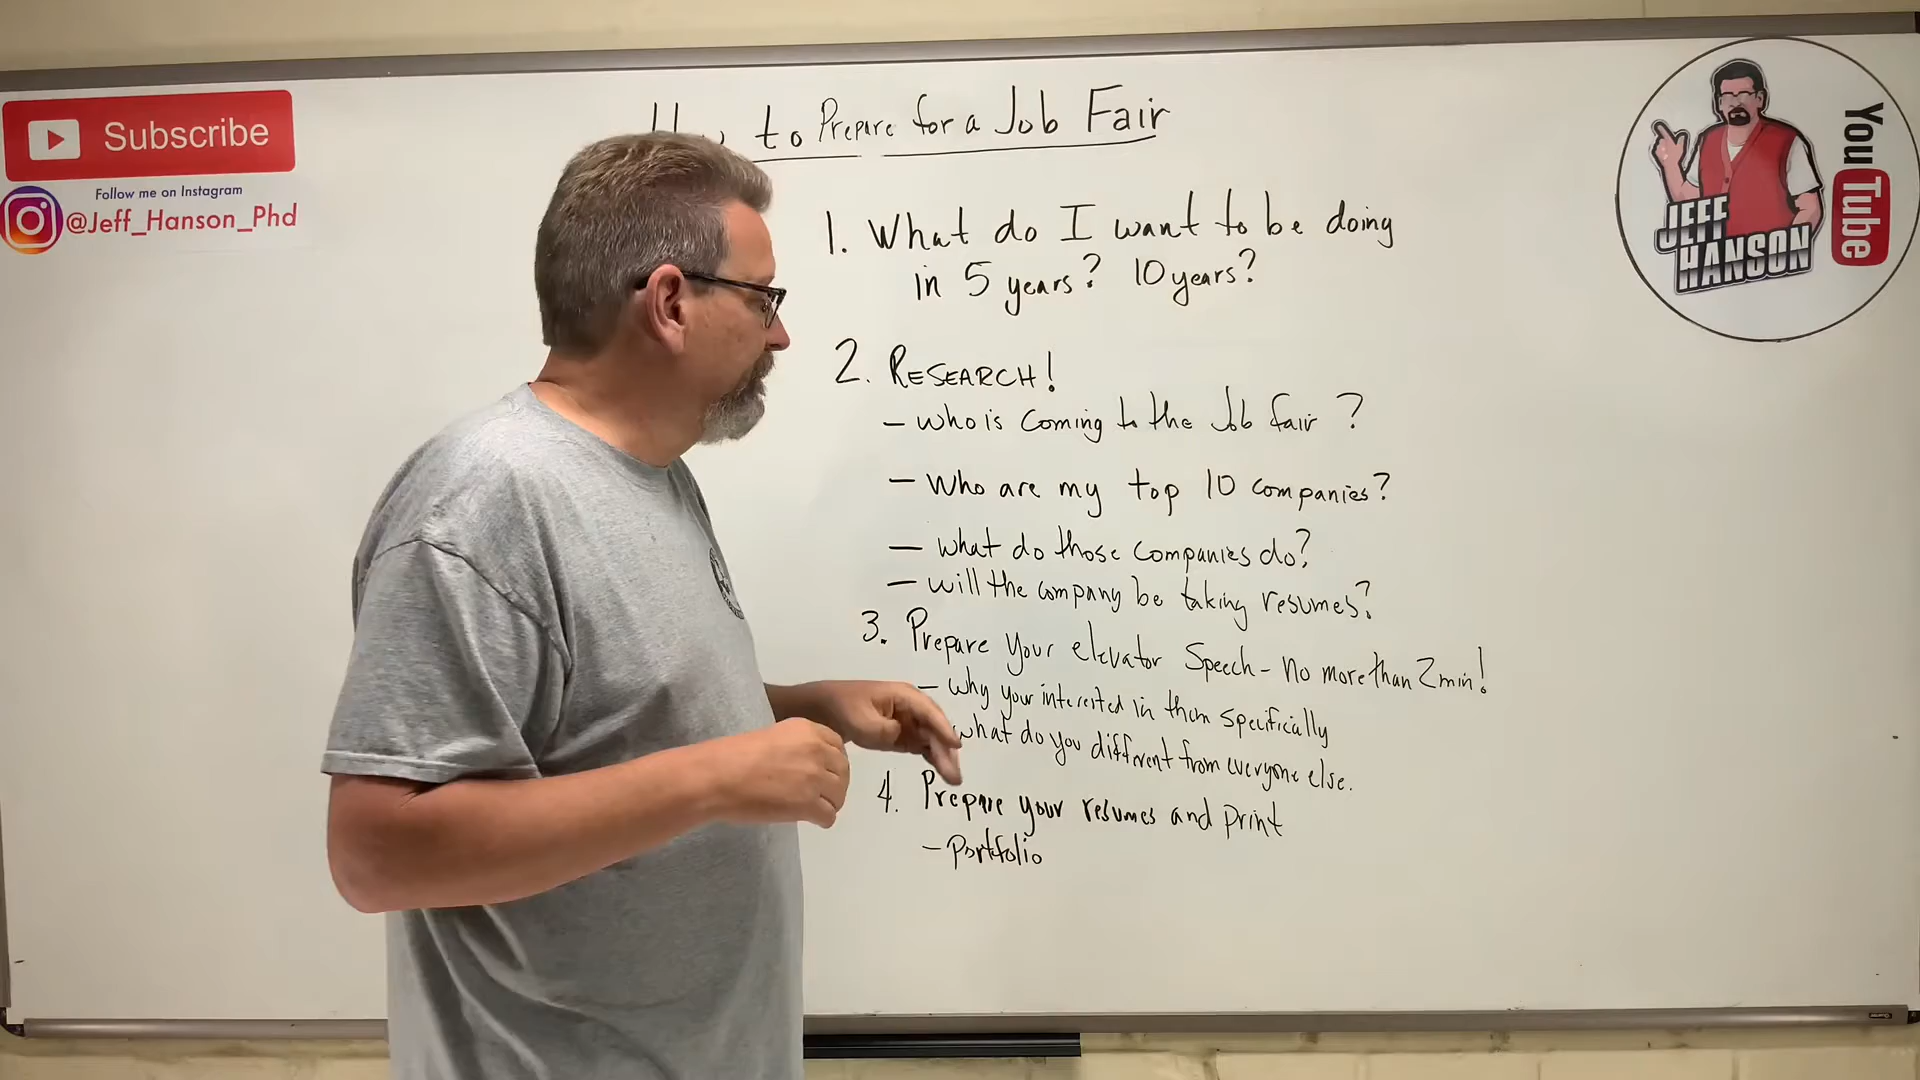 Subscribe
Follow me on Instagram
@Jeff_Hanson_Phd
to Prepare for a Job Fair
1. What do I want to be doing
in 5 years? 10 years?
2. RESEARCH!
- who is coming to the Job fair ?
- who are my top 10 companies?
- what do those companies do?
- will the company be taking resumes?
3. Prepare Your elevator Speech - no more than 2 min!
- why your interested in them specifically
what do you different from everyone else.
4. Prepare your resumes and print
- Portfolio
JEFF
HANSON
YouTube